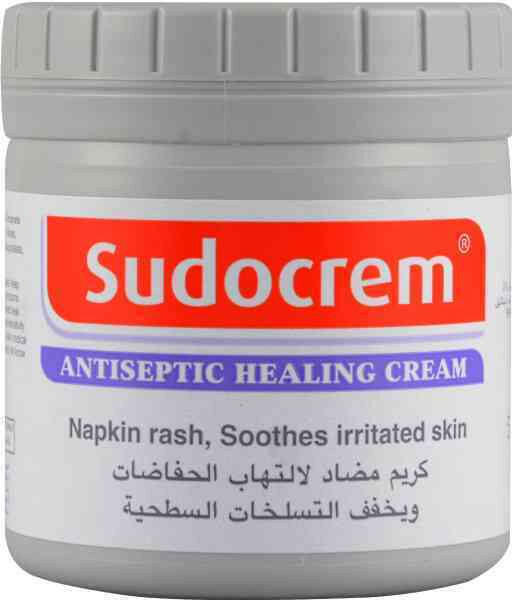 Sudocrem®
ANTISEPTIC HEALING CREAM
Napkin rash, Soothes irritated skin
كريم مضاد لالتهاب الحفاضات
ويخفف التسلخات السطحية